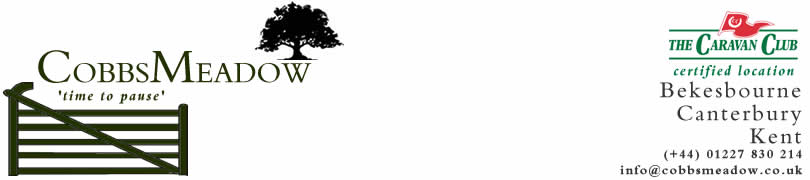 COBBSMEADOW
'time to pause'
THE CARAVAN CLUB
certified location
Bekesbourne
Canterbury
Kent
(+44) 01227 830 214
info@cobbsmeadow.co.uk